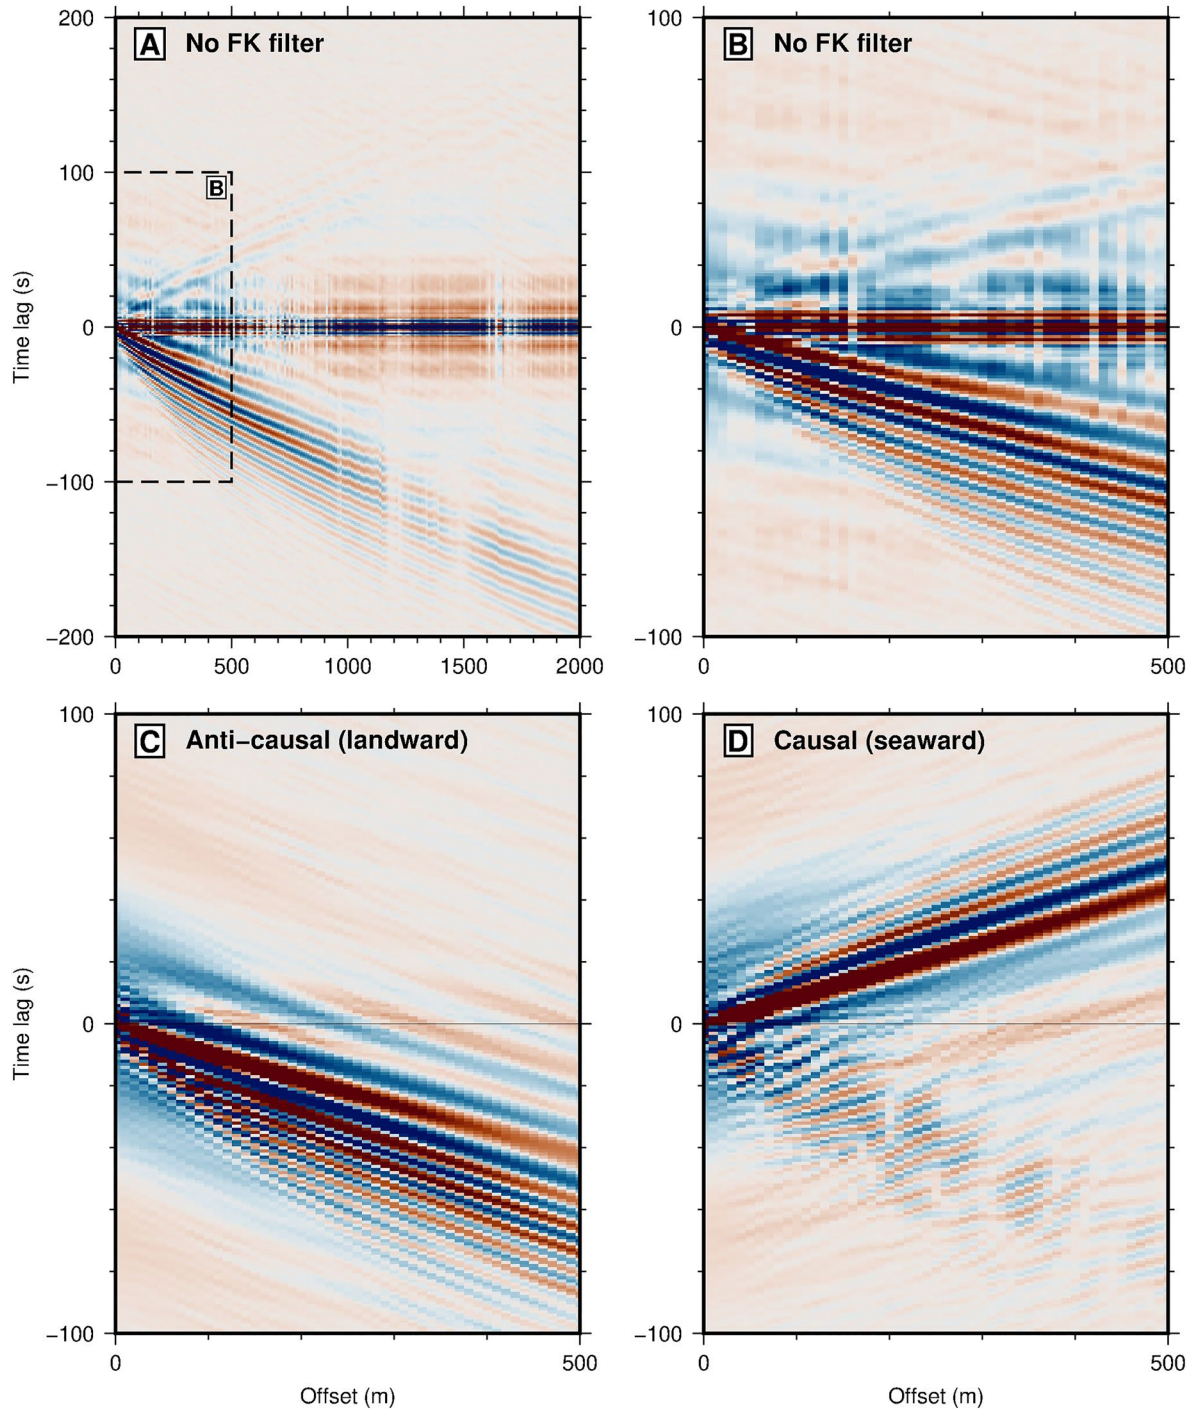 A No FK filter
B No FK filter
200
100
0
−100
−200
Time lag (s)
B
0
500
1000
1500
2000
100
0
−100
0
500
C Anti−causal (landward)
D Causal (seaward)
100
0
−100
Time lag (s)
0
500
Offset (m)
100
0
−100
0
500
Offset (m)